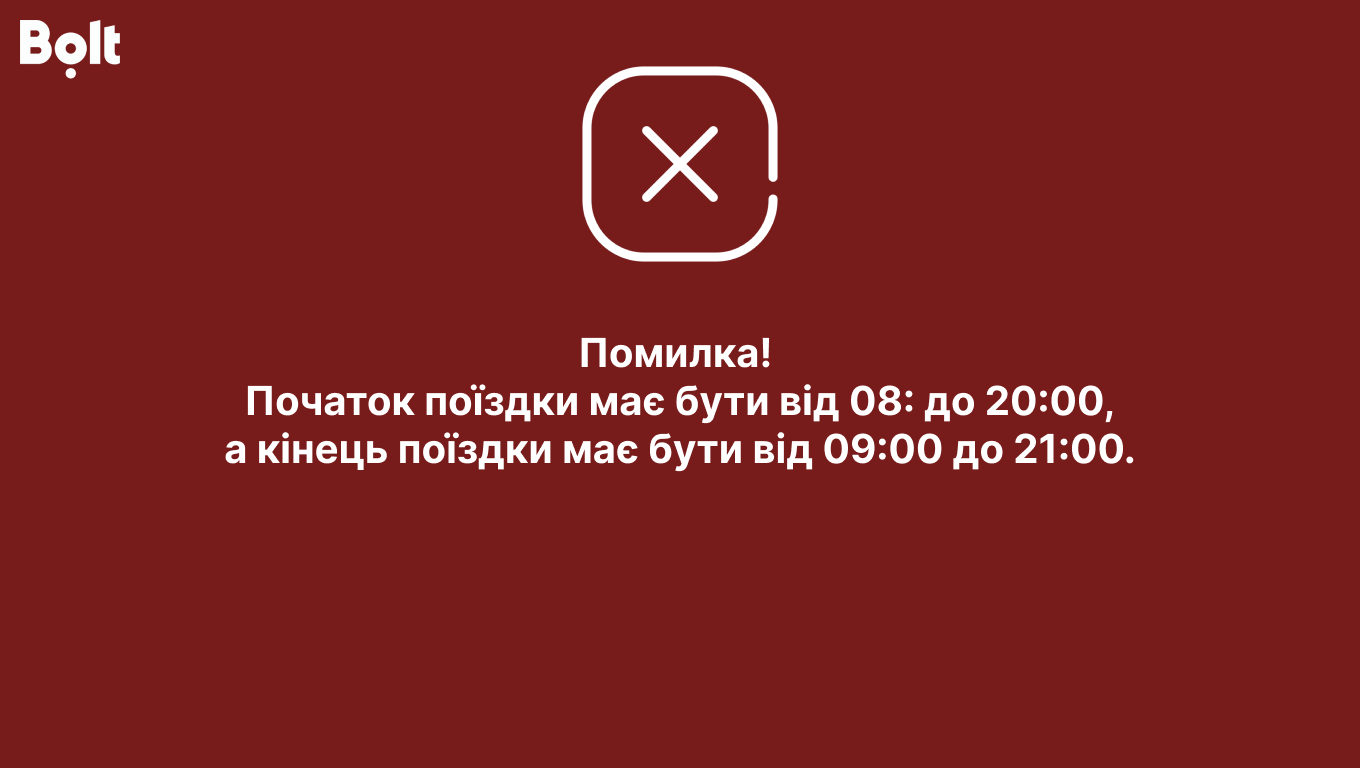 Bolt
Помилка!
Початок поїздки має бути від 08: до 20:00,
а кінець поїздки має бути від 09:00 до 21:00.